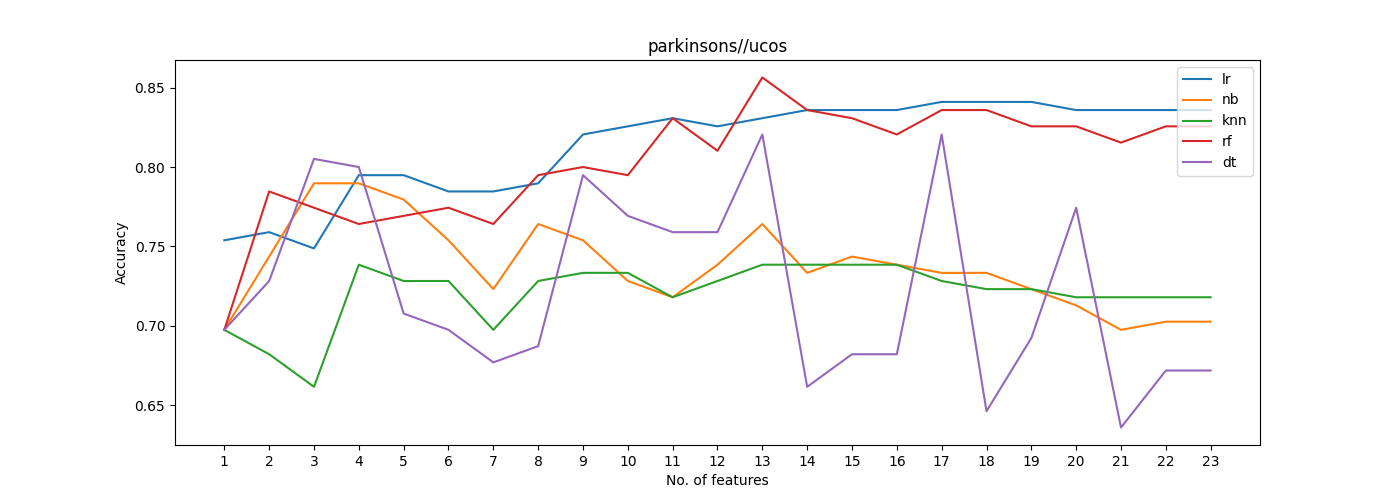 parkinsons//ucos
lr
nb
knn
rf
dt
Accuracy
0.85
0.80
0.75
0.70
0.65
1 2 3 4 5 6 7 8 9 10 11 12 13 14 15 16 17 18 19 20 21 22 23
No. of features